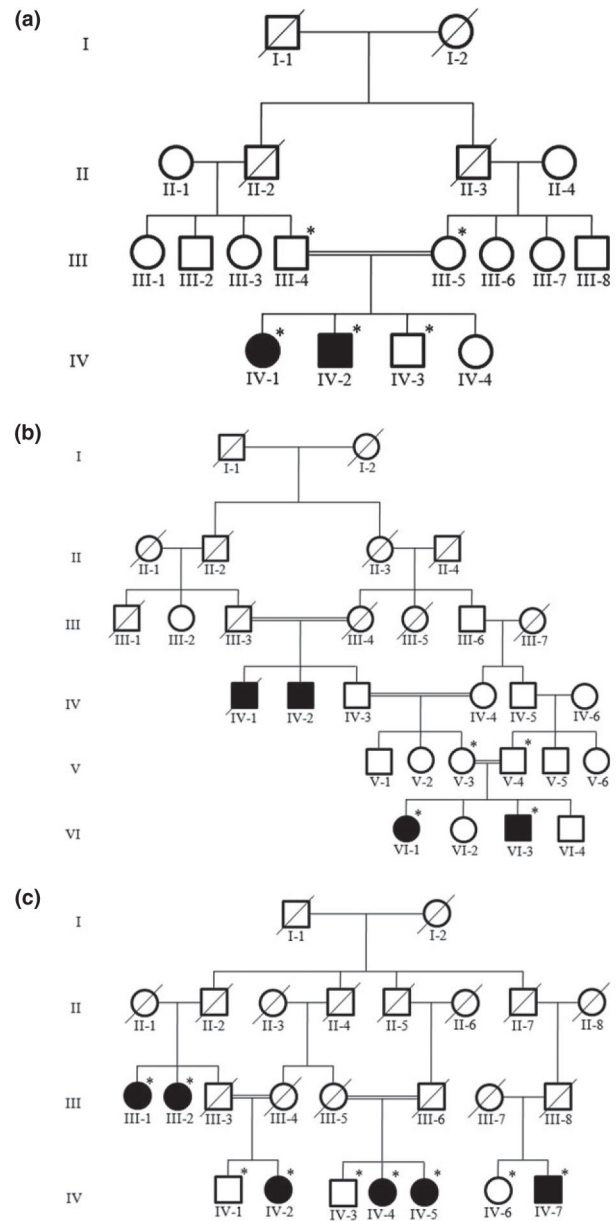 (a)
I
I-1 I-2
II
II-1 II-2 II-3 II-4
* *
III
III-1 III-2 III-3 III-4 III-5 III-6 III-7 III-8
* * *
IV
IV-1 IV-2 IV-3 IV-4
(b)
I
I-1 I-2
II
II-1 II-2 II-3 II-4
III
III-1 III-2 III-3 III-4 III-5 III-6 III-7
IV
IV-1 IV-2 IV-3 IV-4 IV-5 IV-6
* *
V
V-1 V-2 V-3 V-4 V-5 V-6
* *
VI
VI-1 VI-2 VI-3 VI-4
(c)
I
I-1 I-2
II
II-1 II-2 II-3 II-4 II-5 II-6 II-7 II-8
* *
III
III-1 III-2 III-3 III-4 III-5 III-6 III-7 III-8
* * * * * * *
IV
IV-1 IV-2 IV-3 IV-4 IV-5 IV-6 IV-7